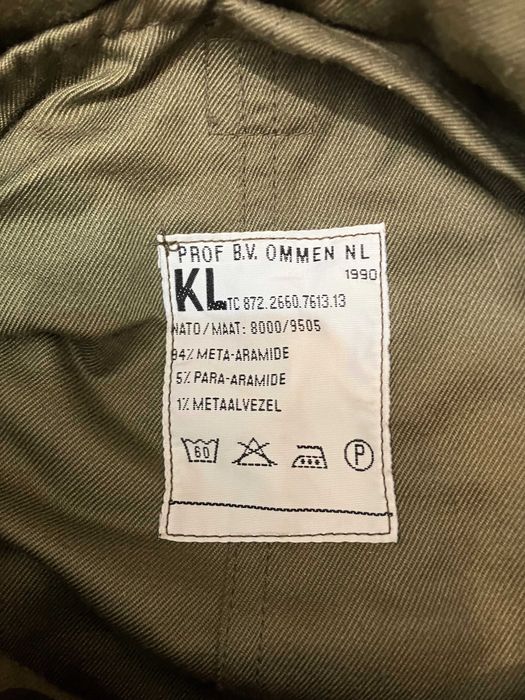 PROF B.V. OMMEN NL
1990
KL TC 872.2660.7613.13
NATO/MAAT: 8000/9505
94% META-ARAMIDE
5% PARA-ARAMIDE
1% METAALVEZEL
60 P